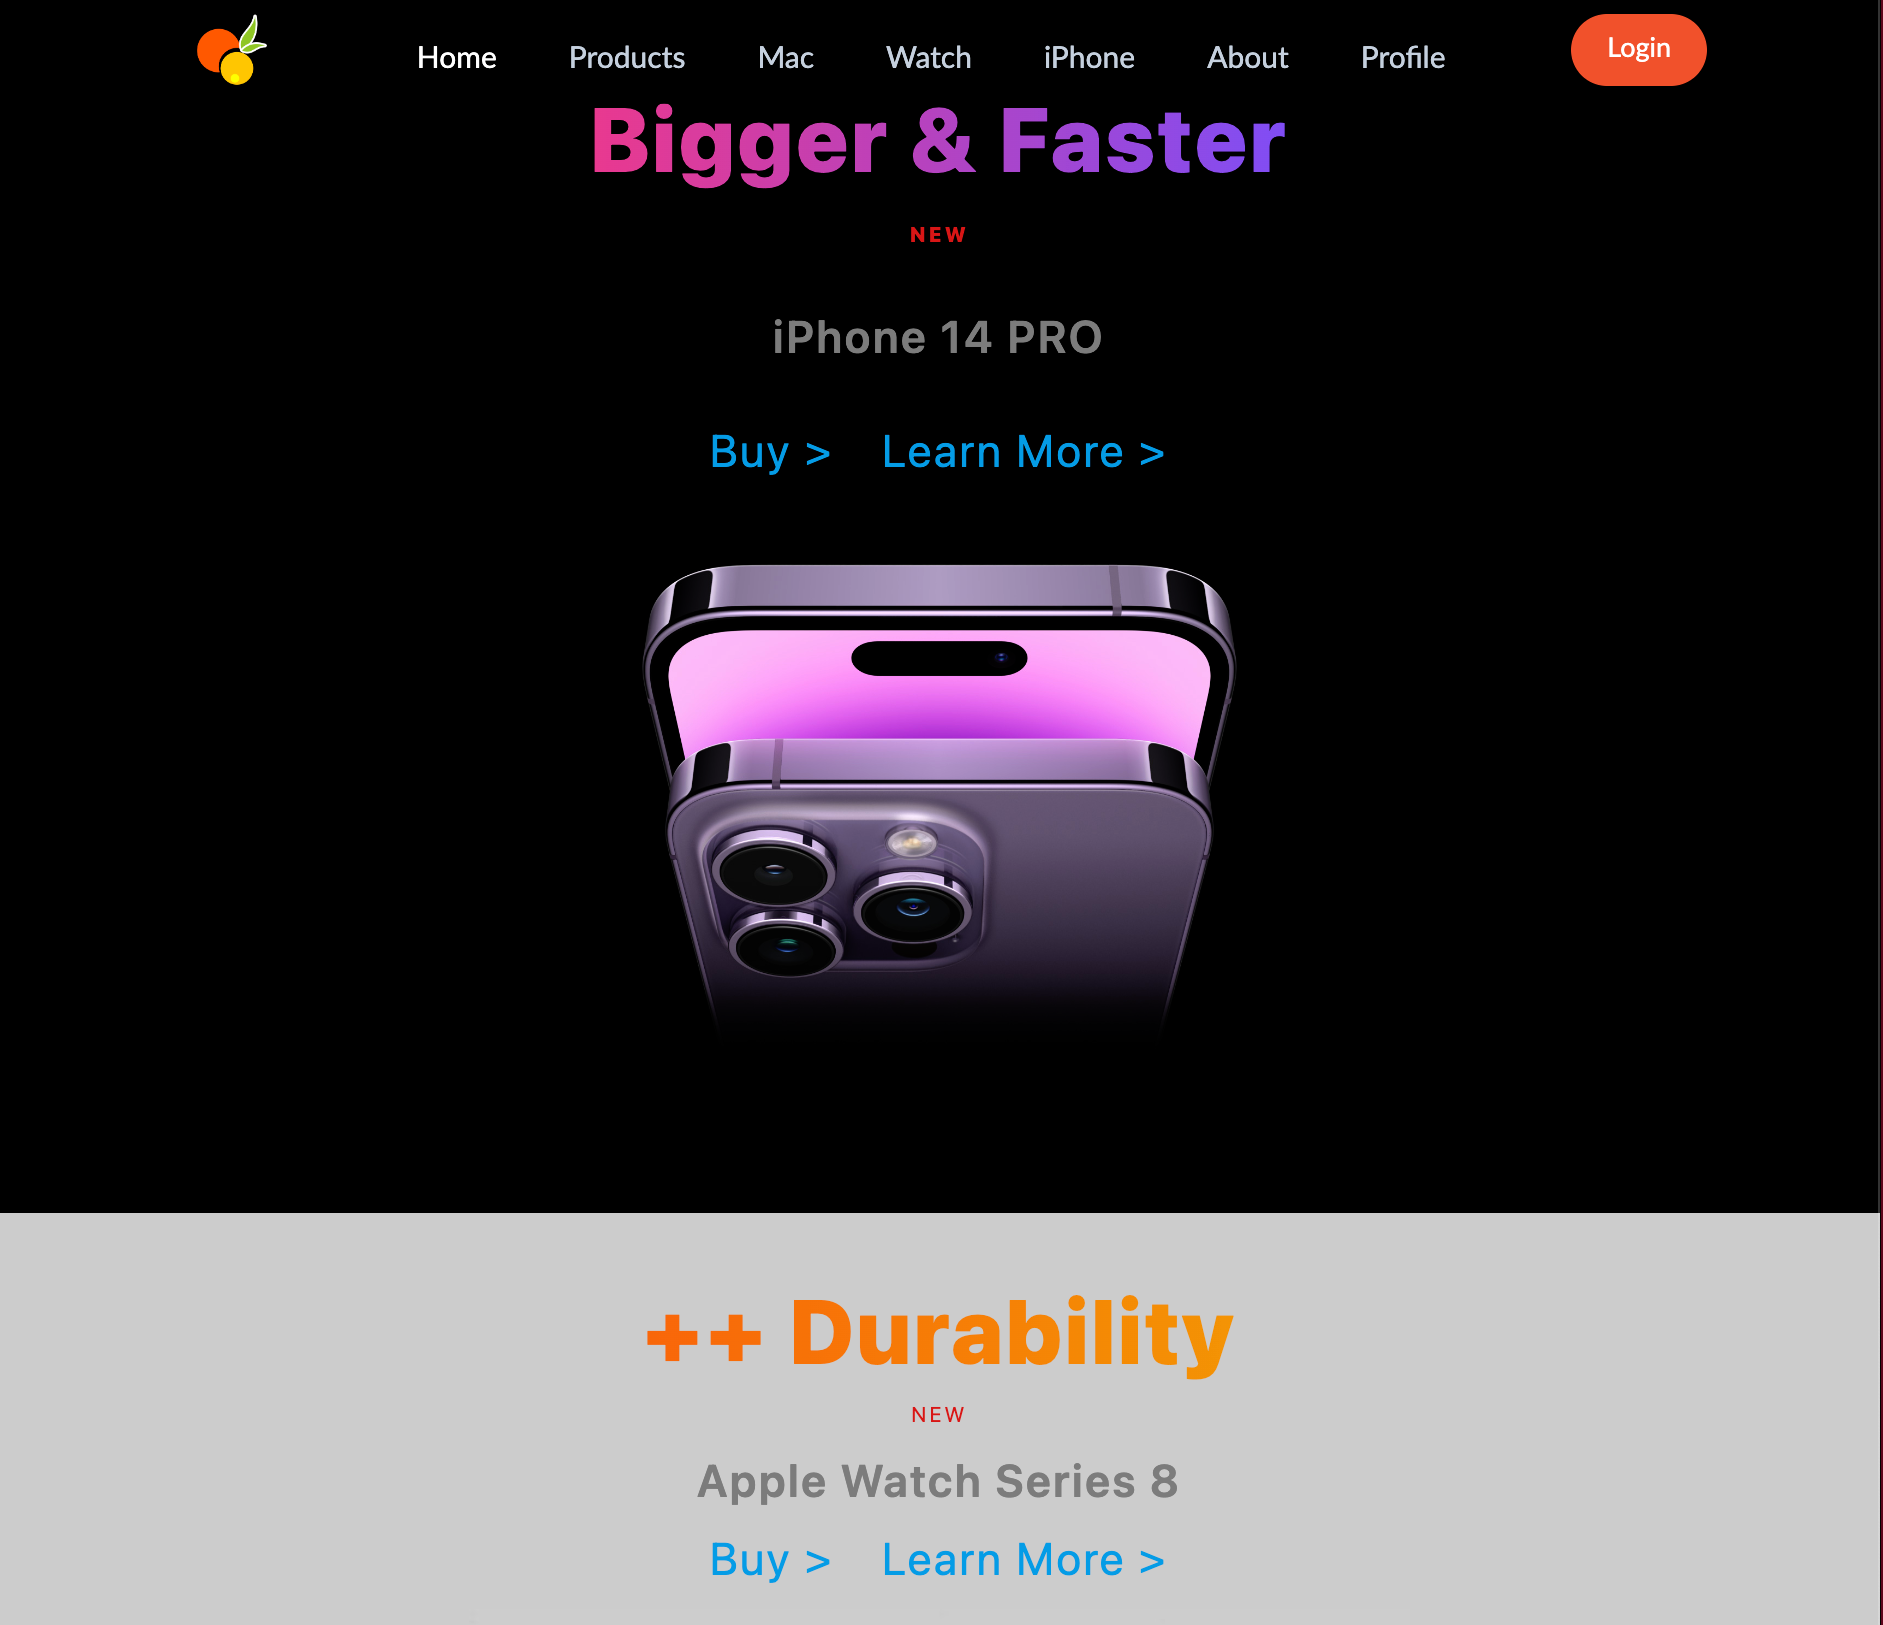 Home Products Mac Watch iPhone About Profile Login
Bigger & Faster
NEW
iPhone 14 PRO
Buy > Learn More >
++ Durability
NEW
Apple Watch Series 8
Buy > Learn More >